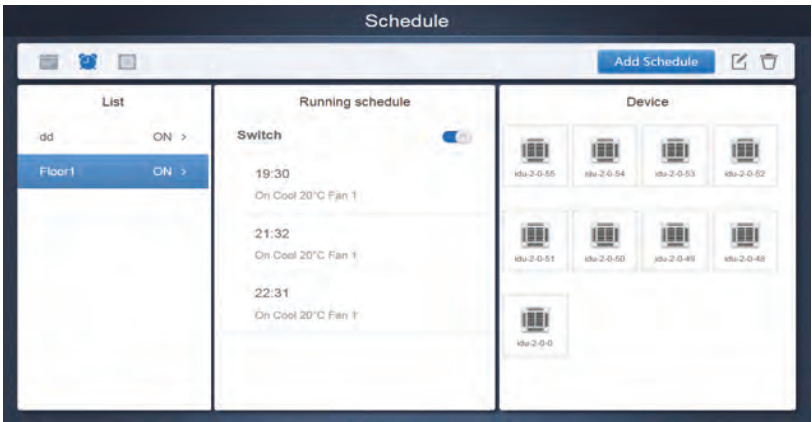 Schedule
Add Schedule
List
dd ON >
Floor1 ON >
Running schedule
Switch
19:30
On Cool 20°C Fan 1
21:32
On Cool 20°C Fan 1
22:31
On Cool 20°C Fan 1
Device
idu-2-0-55 idu-2-0-54 idu-2-0-53 idu-2-0-52
idu-2-0-51 idu-2-0-50 idu-2-0-49 idu-2-0-48
idu-2-0-0